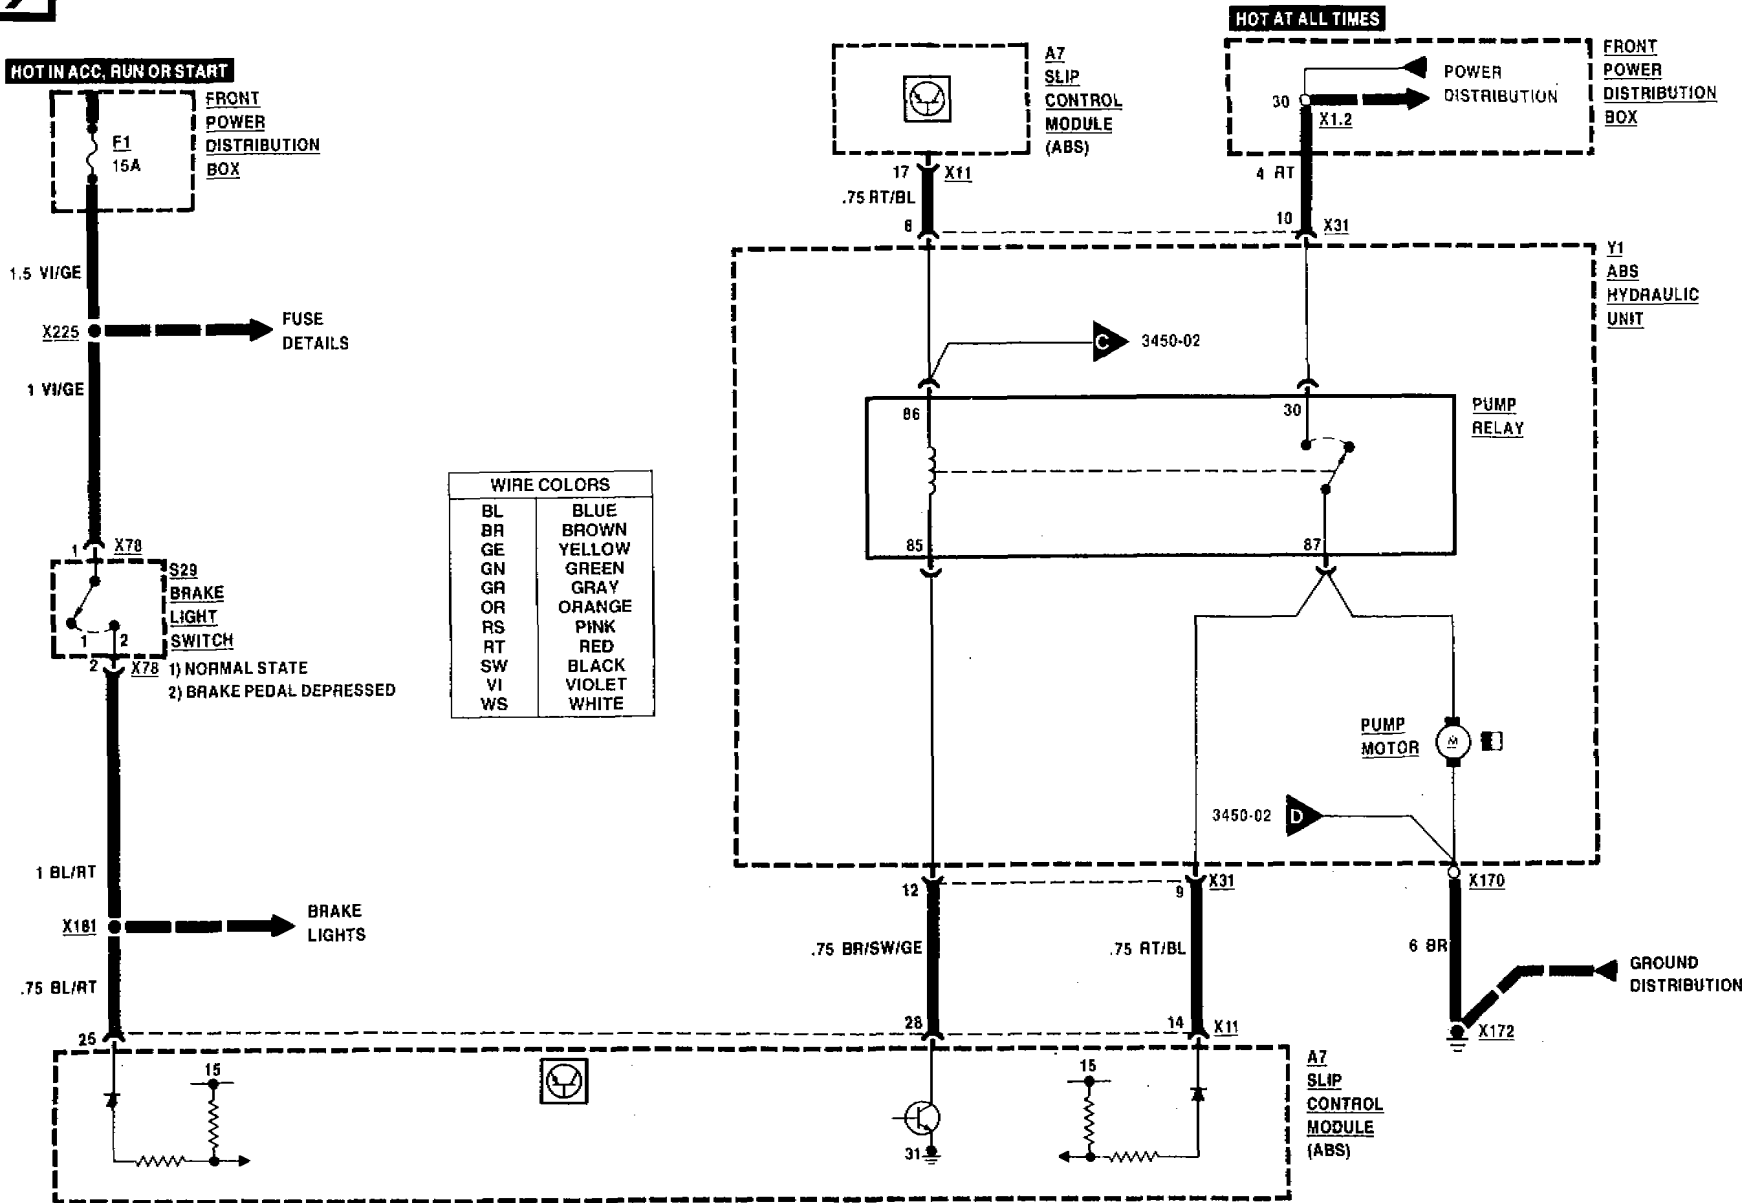 HOT IN ACC, RUN OR START
FRONT
POWER
DISTRIBUTION
BOX
F1
15A
1.5 VI/GE
X225
FUSE
DETAILS
1 VI/GE
1
X78
S29
BRAKE
LIGHT
SWITCH
1
2
2
X78
1) NORMAL STATE
2) BRAKE PEDAL DEPRESSED
1 BL/RT
X181
BRAKE
LIGHTS
.75 BL/RT
25
WIRE COLORS
BL BLUE
BR BROWN
GE YELLOW
GN GREEN
GR GRAY
OR ORANGE
RS PINK
RT RED
SW BLACK
VI VIOLET
WS WHITE
A7
SLIP
CONTROL
MODULE
(ABS)
17
X11
.75 RT/BL
8
HOT AT ALL TIMES
FRONT
POWER
DISTRIBUTION
BOX
POWER
DISTRIBUTION
30
X1.2
4 RT
10
X31
Y1
ABS
HYDRAULIC
UNIT
C
3450-02
86
30
PUMP
RELAY
85
87
PUMP
MOTOR
M
3450-02
D
12
9
X31
X170
.75 BR/SW/GE
.75 RT/BL
6 BR
GROUND
DISTRIBUTION
28
14
X11
X172
15
31
15
A7
SLIP
CONTROL
MODULE
(ABS)